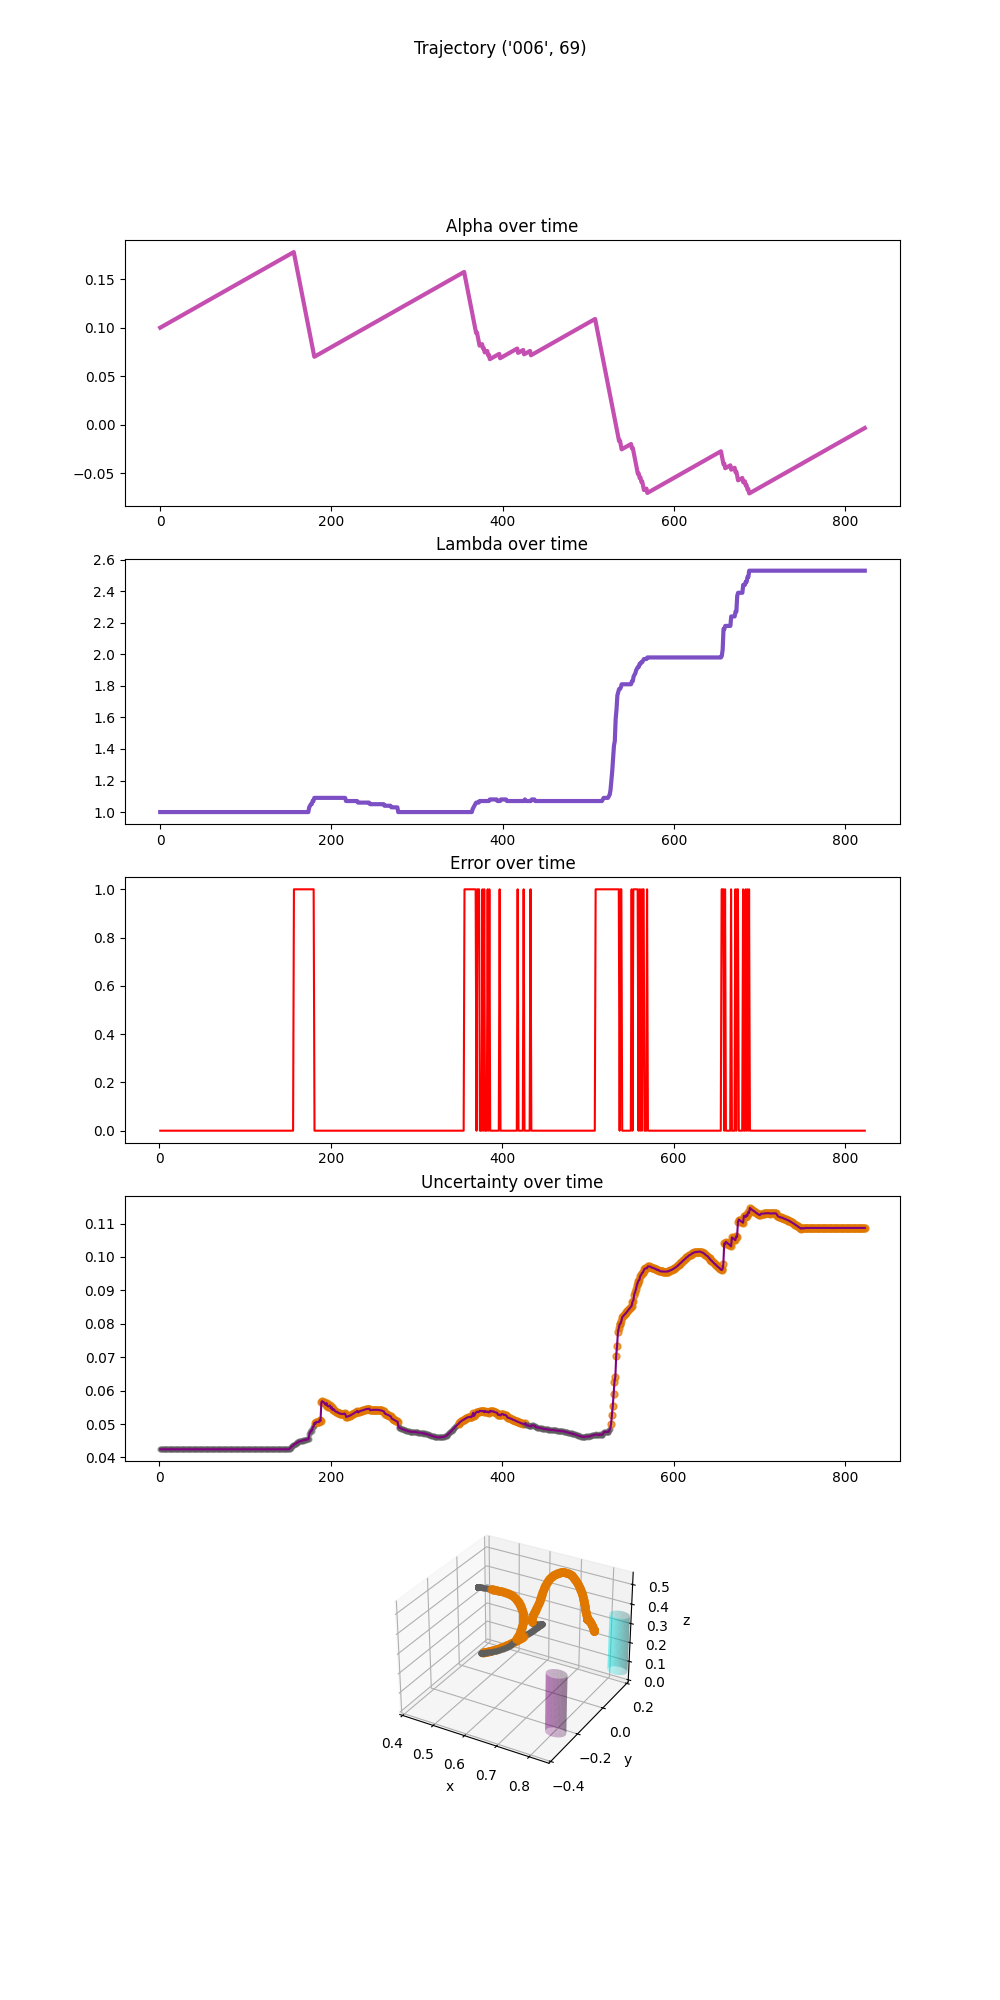 Trajectory ('006', 69)
Alpha over time
0.15
0.10
0.05
0.00
−0.05
0 200 400 600 800
Lambda over time
2.6
2.4
2.2
2.0
1.8
1.6
1.4
1.2
1.0
0 200 400 600 800
Error over time
1.0
0.8
0.6
0.4
0.2
0.0
0 200 400 600 800
Uncertainty over time
0.11
0.10
0.09
0.08
0.07
0.06
0.05
0.04
0 200 400 600 800
0.5
0.4
0.3
0.2
0.1
0.0
z
0.4 0.5 0.6 0.7 0.8
x
−0.4 −0.2 0.0 0.2
y